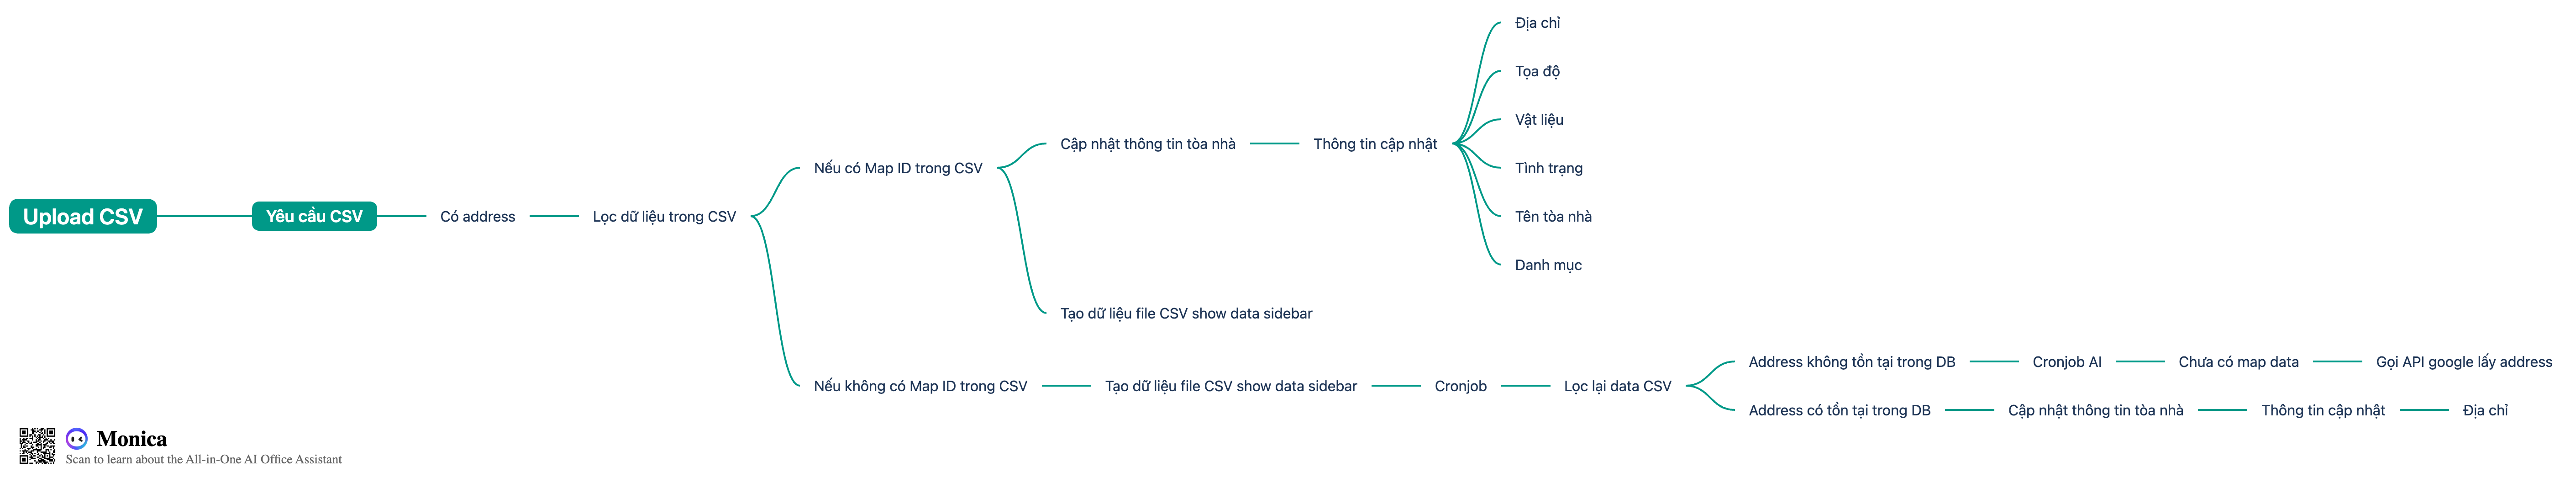 Upload CSV
Yêu cầu CSV
Có address
Lọc dữ liệu trong CSV
Nếu có Map ID trong CSV
Cập nhật thông tin tòa nhà
Thông tin cập nhật
Địa chỉ
Tọa độ
Vật liệu
Tình trạng
Tên tòa nhà
Danh mục
Tạo dữ liệu file CSV show data sidebar
Nếu không có Map ID trong CSV
Tạo dữ liệu file CSV show data sidebar
Cronjob
Lọc lại data CSV
Address không tồn tại trong DB
Cronjob AI
Chưa có map data
Gọi API google lấy address
Address có tồn tại trong DB
Cập nhật thông tin tòa nhà
Thông tin cập nhật
Địa chỉ
Monica
Scan to learn about the All-in-One AI Office Assistant